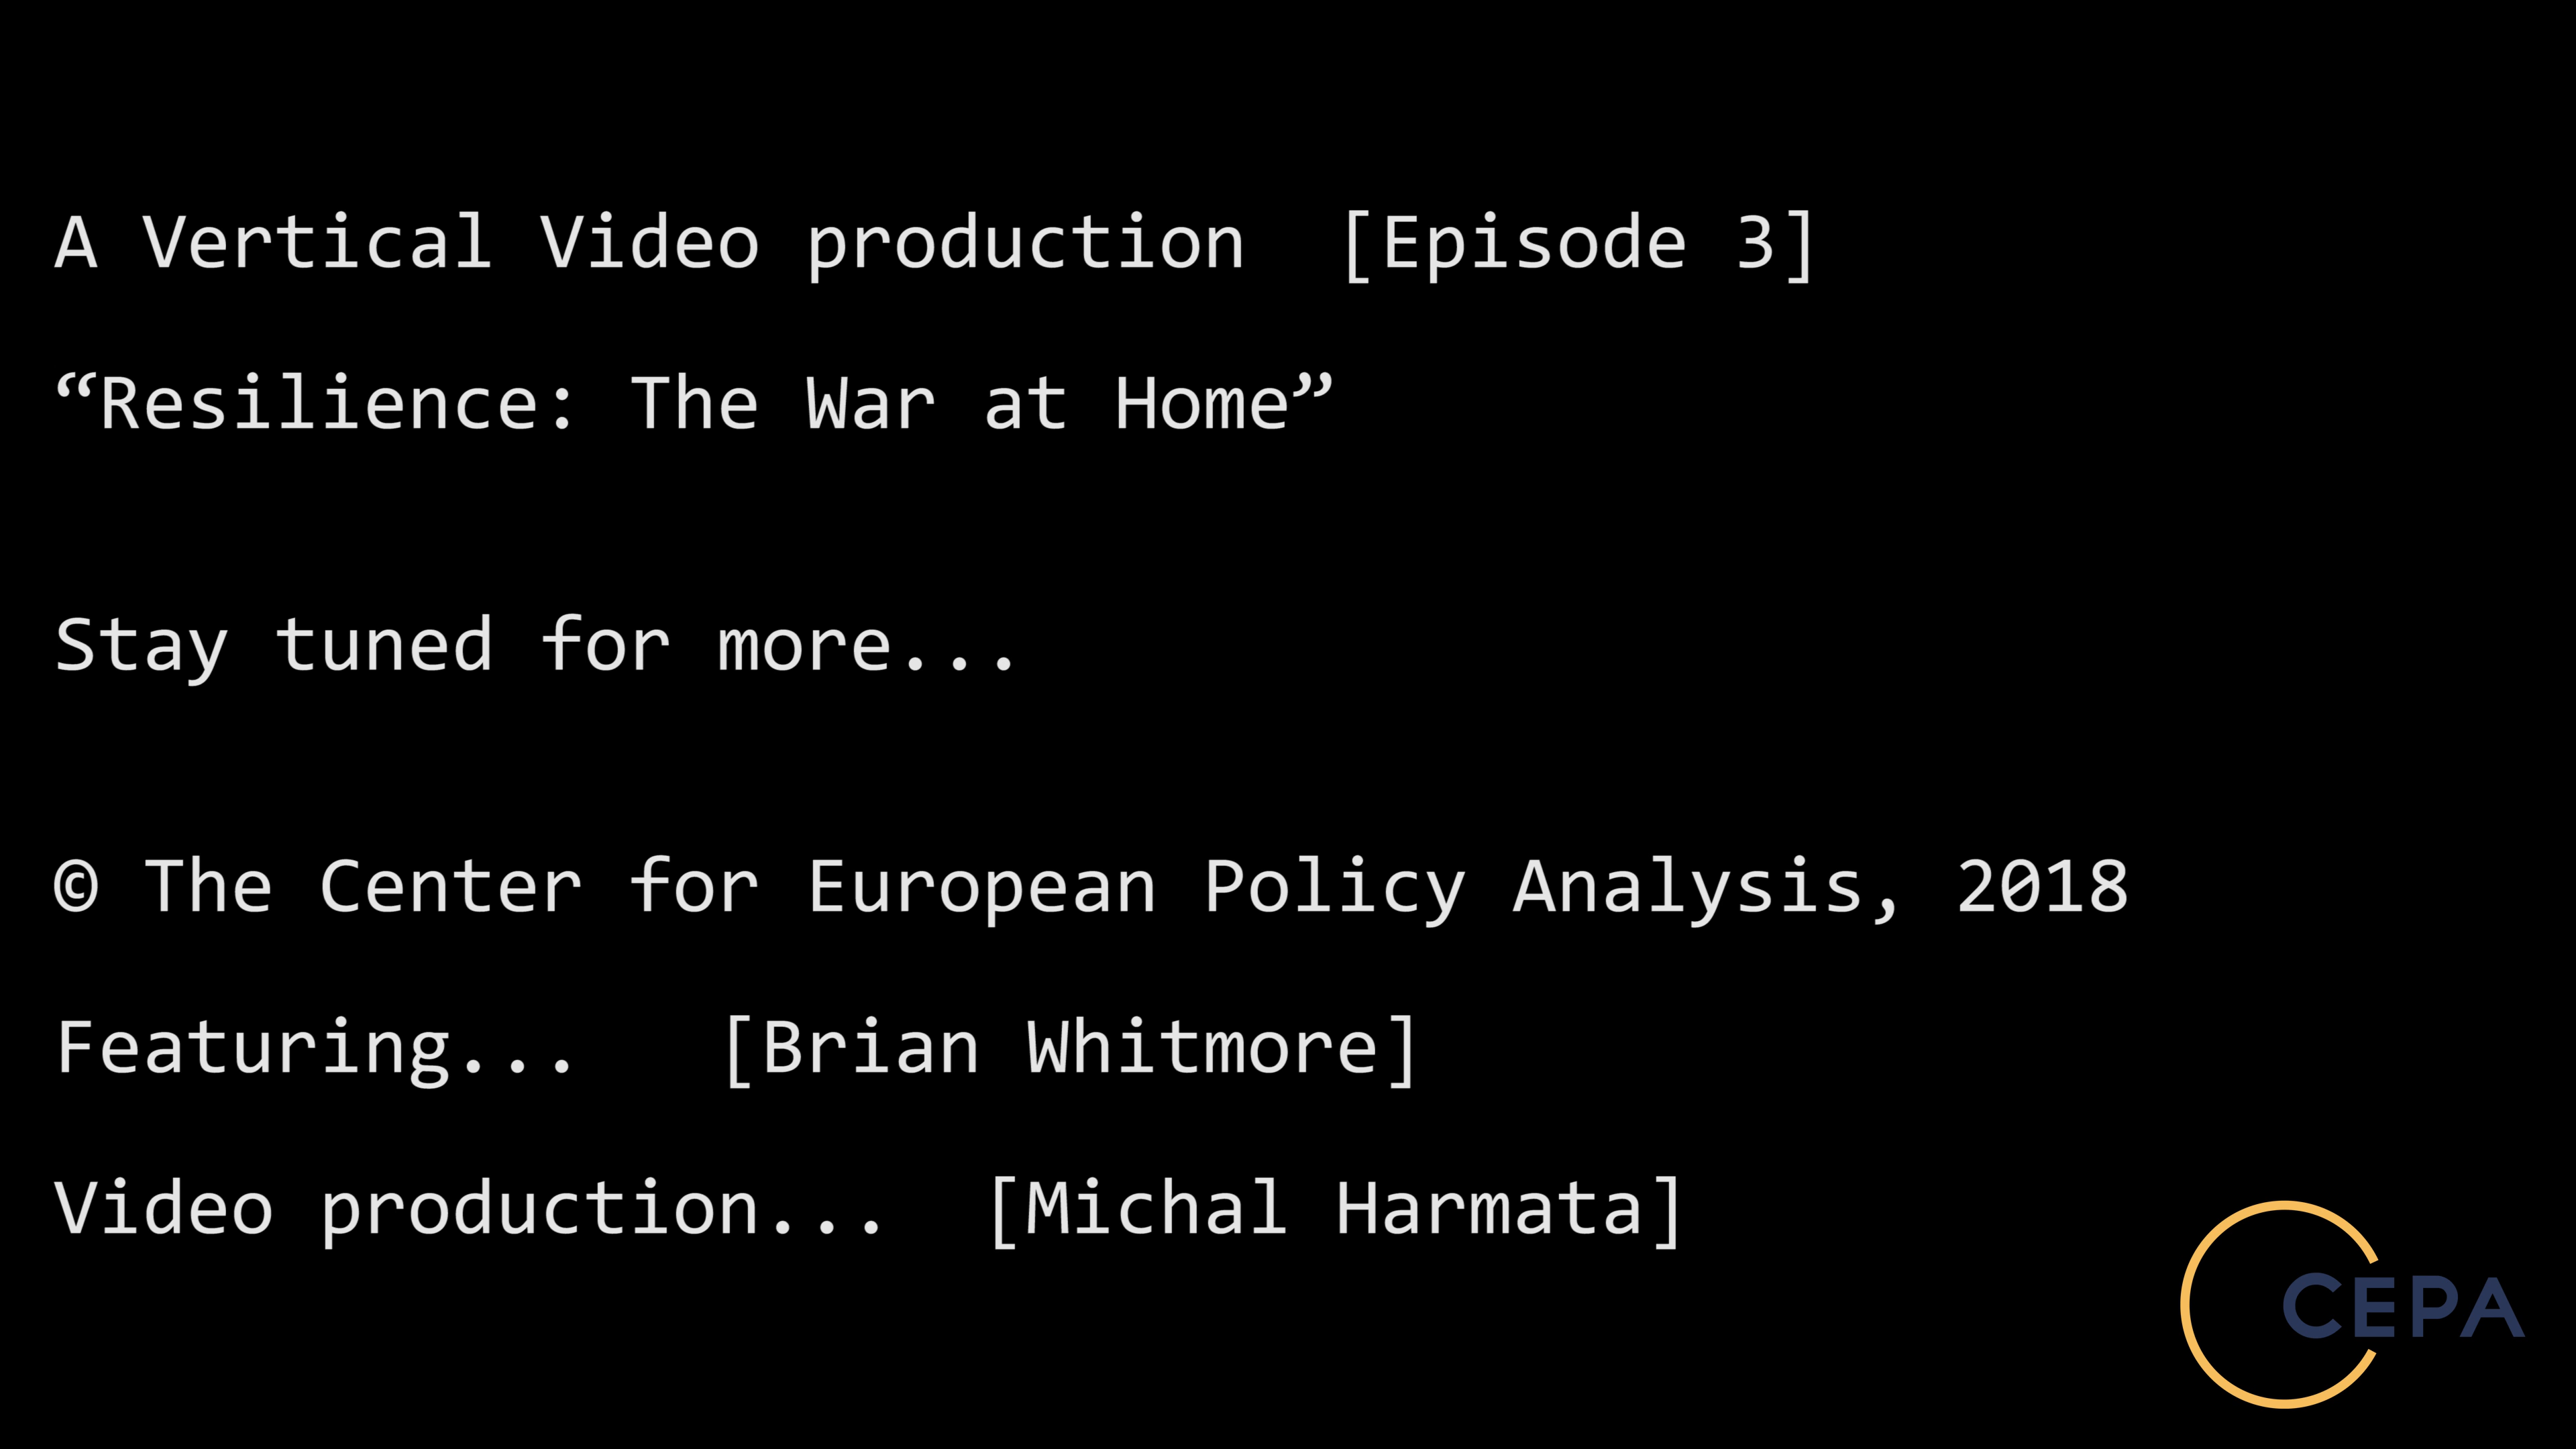 A Vertical Video production  [Episode 3]
“Resilience: The War at Home”
Stay tuned for more...
© The Center for European Policy Analysis, 2018
Featuring...   [Brian Whitmore]
Video production...  [Michal Harmata]
CEPA